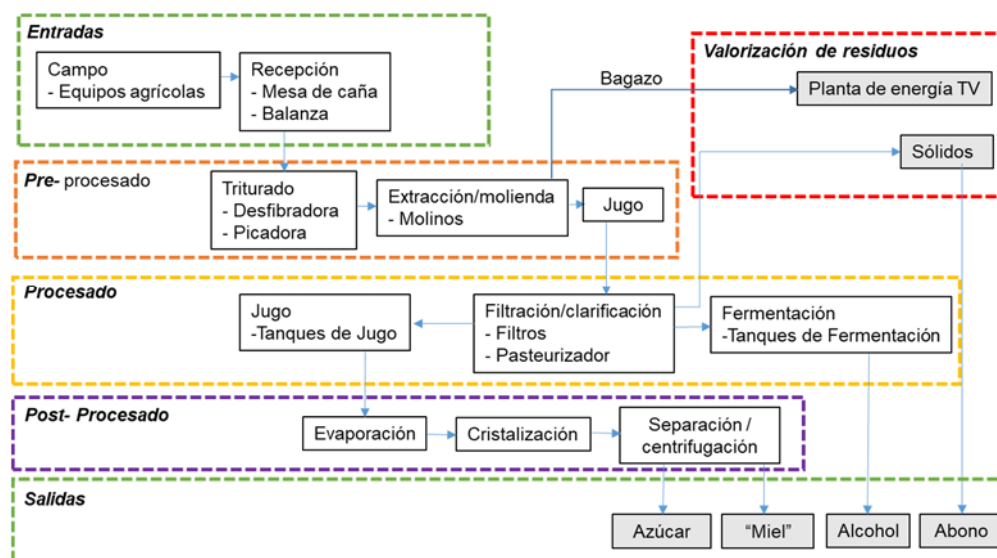 Entradas
Campo
- Equipos agrícolas
Recepción
- Mesa de caña
- Balanza
Valorización de residuos
Bagazo
Planta de energía TV
Sólidos
Pre- procesado
Triturado
- Desfibradora
- Picadora
Extracción/molienda
- Molinos
Jugo
Procesado
Jugo
-Tanques de Jugo
Filtración/clarificación
- Filtros
- Pasteurizador
Fermentación
-Tanques de Fermentación
Post- Procesado
Evaporación
Cristalización
Separación /
centrifugación
Salidas
Azúcar
“Miel”
Alcohol
Abono